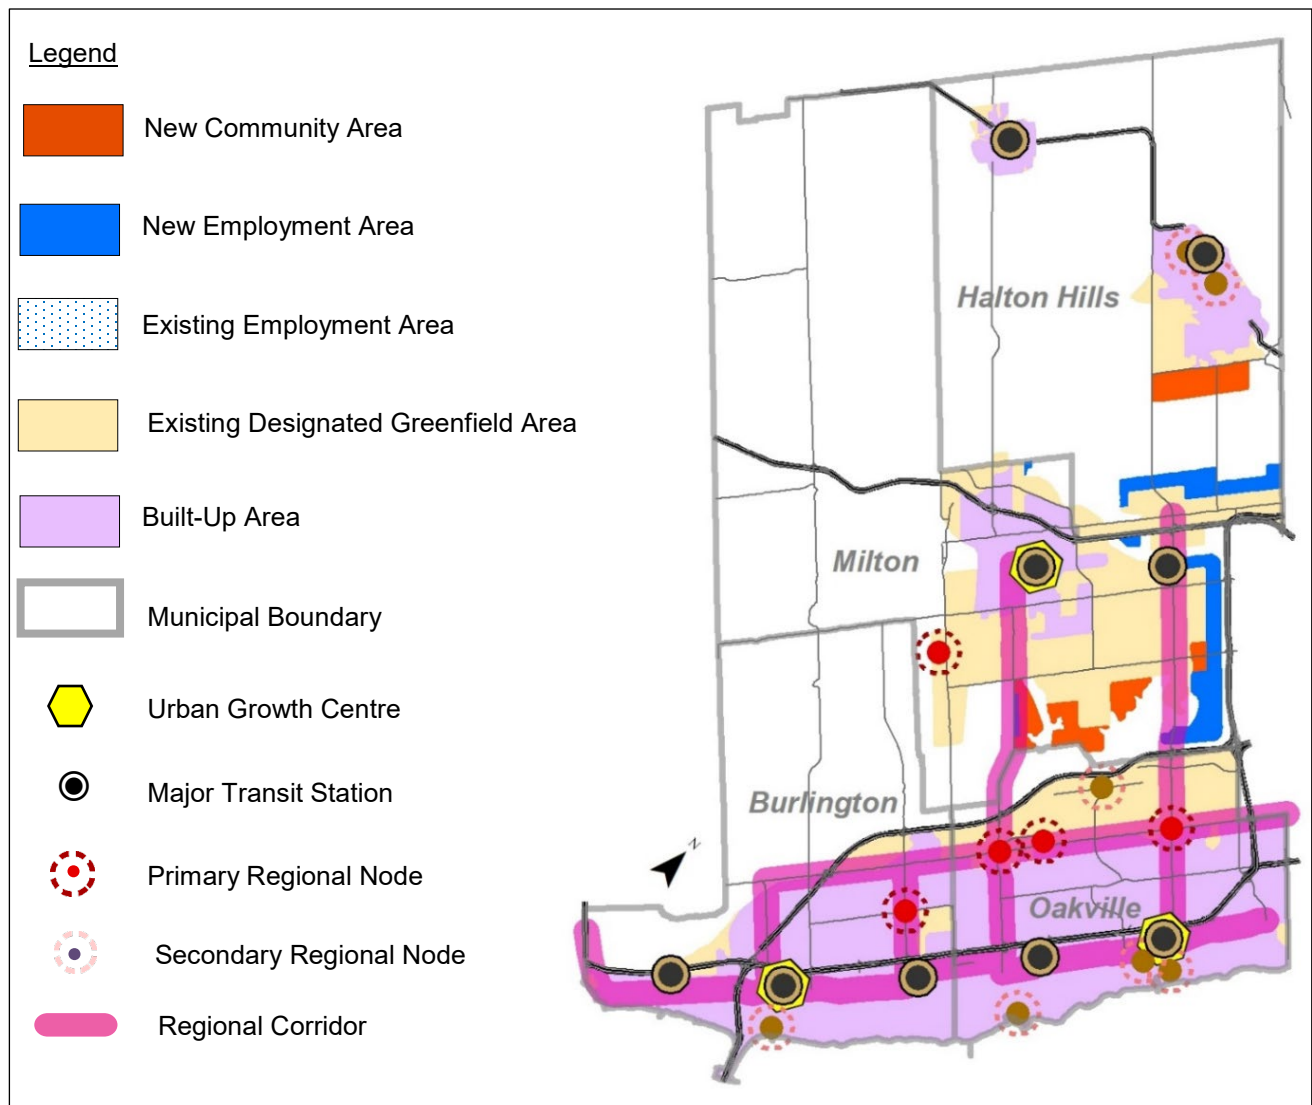 Legend
New Community Area
New Employment Area
Existing Employment Area
Existing Designated Greenfield Area
Built-Up Area
Municipal Boundary
Urban Growth Centre
Major Transit Station
Primary Regional Node
Secondary Regional Node
Regional Corridor
Halton Hills
Milton
Burlington
N
Oakville